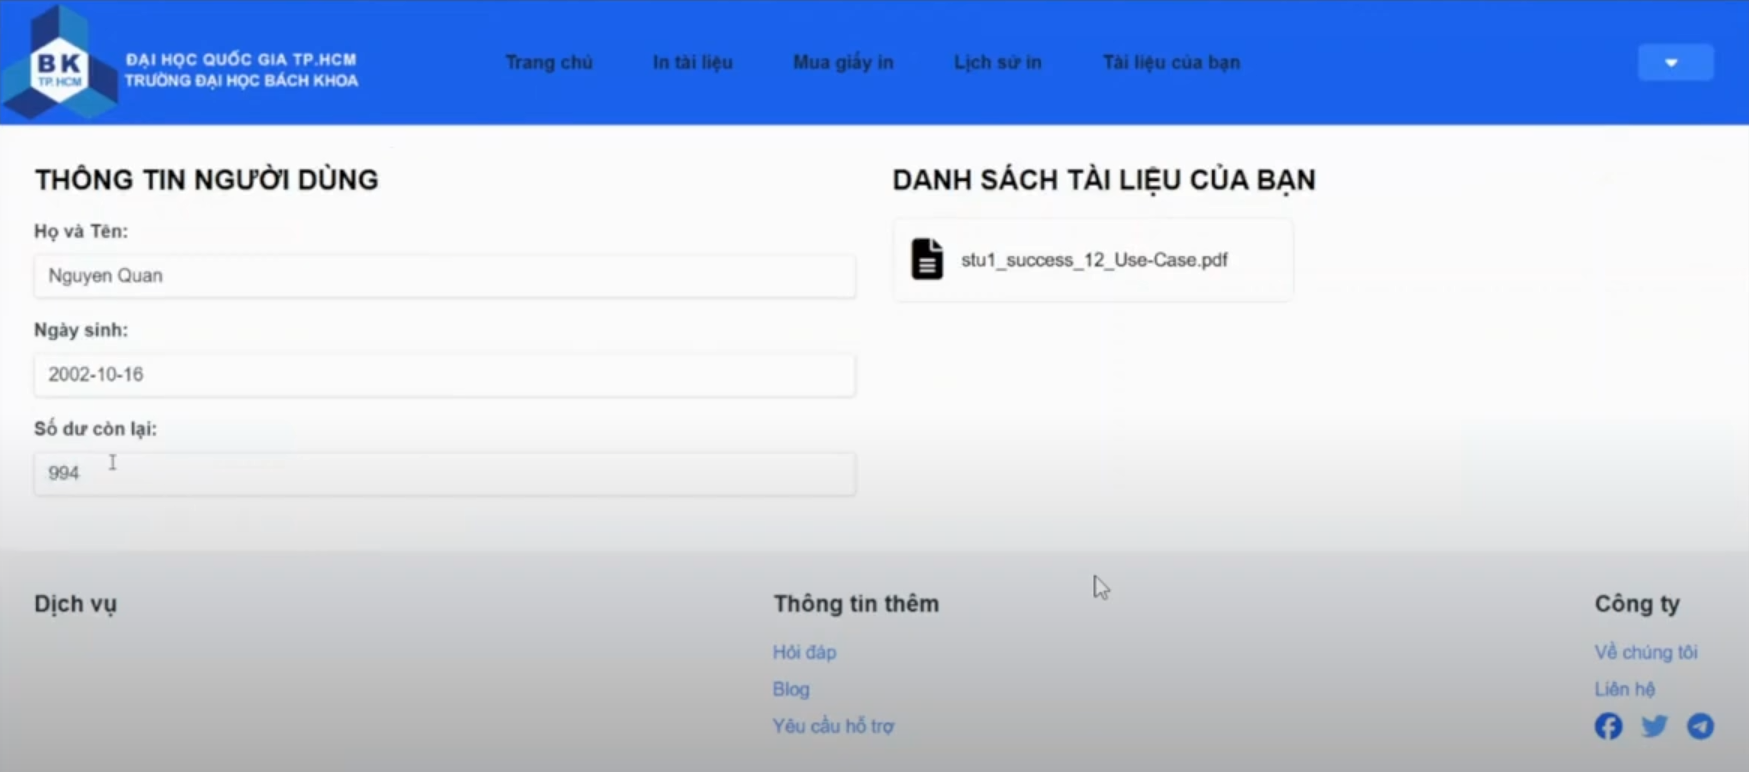 BK
TP.HCM
ĐẠI HỌC QUỐC GIA TP.HCM
TRƯỜNG ĐẠI HỌC BÁCH KHOA
Trang chủ
In tài liệu
Mua giấy in
Lịch sử in
Tài liệu của bạn
THÔNG TIN NGƯỜI DÙNG
Họ và Tên:
Nguyen Quan
Ngày sinh:
2002-10-16
Số dư còn lại:
994
DANH SÁCH TÀI LIỆU CỦA BẠN
stu1_success_12_Use-Case.pdf
Dịch vụ
Thông tin thêm
Hỏi đáp
Blog
Yêu cầu hỗ trợ
Công ty
Về chúng tôi
Liên hệ